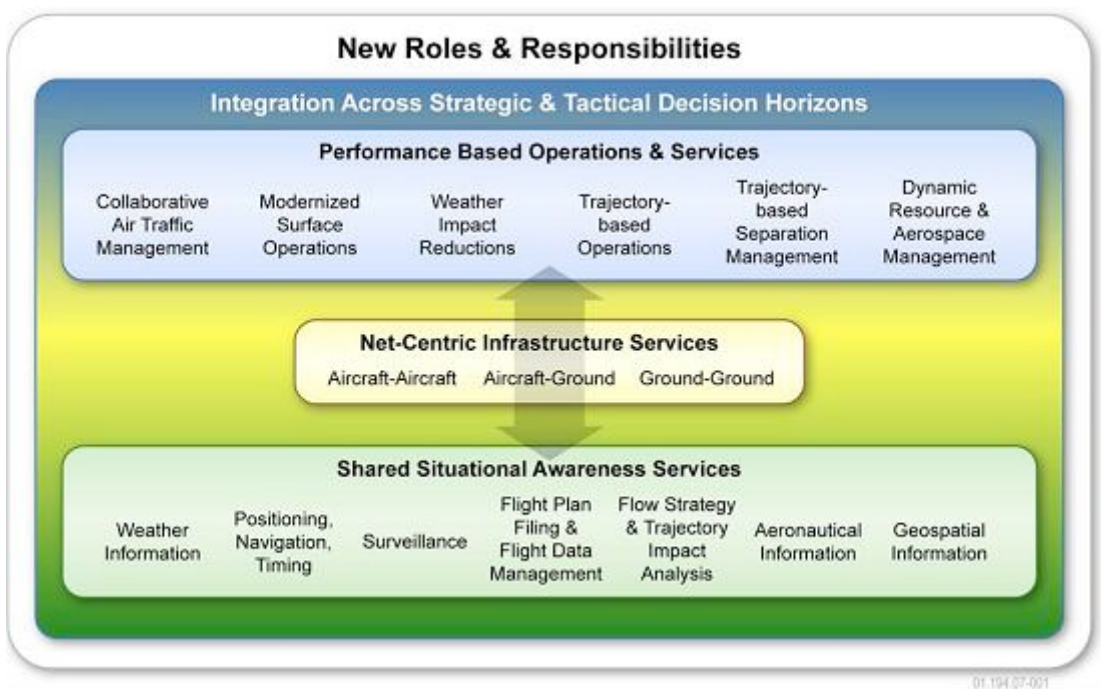 New Roles & Responsibilities
Integration Across Strategic & Tactical Decision Horizons
Performance Based Operations & Services
Collaborative
Air Traffic
Management
Modernized
Surface
Operations
Weather
Impact
Reductions
Trajectory-
based
Operations
Trajectory-
based
Separation
Management
Dynamic
Resource &
Aerospace
Management
Net-Centric Infrastructure Services
Aircraft-Aircraft Aircraft-Ground Ground-Ground
Shared Situational Awareness Services
Weather
Information
Positioning,
Navigation,
Timing
Surveillance
Flight Plan
Filing &
Flight Data
Management
Flow Strategy
& Trajectory
Impact
Analysis
Aeronautical
Information
Geospatial
Information
01.194.07-001